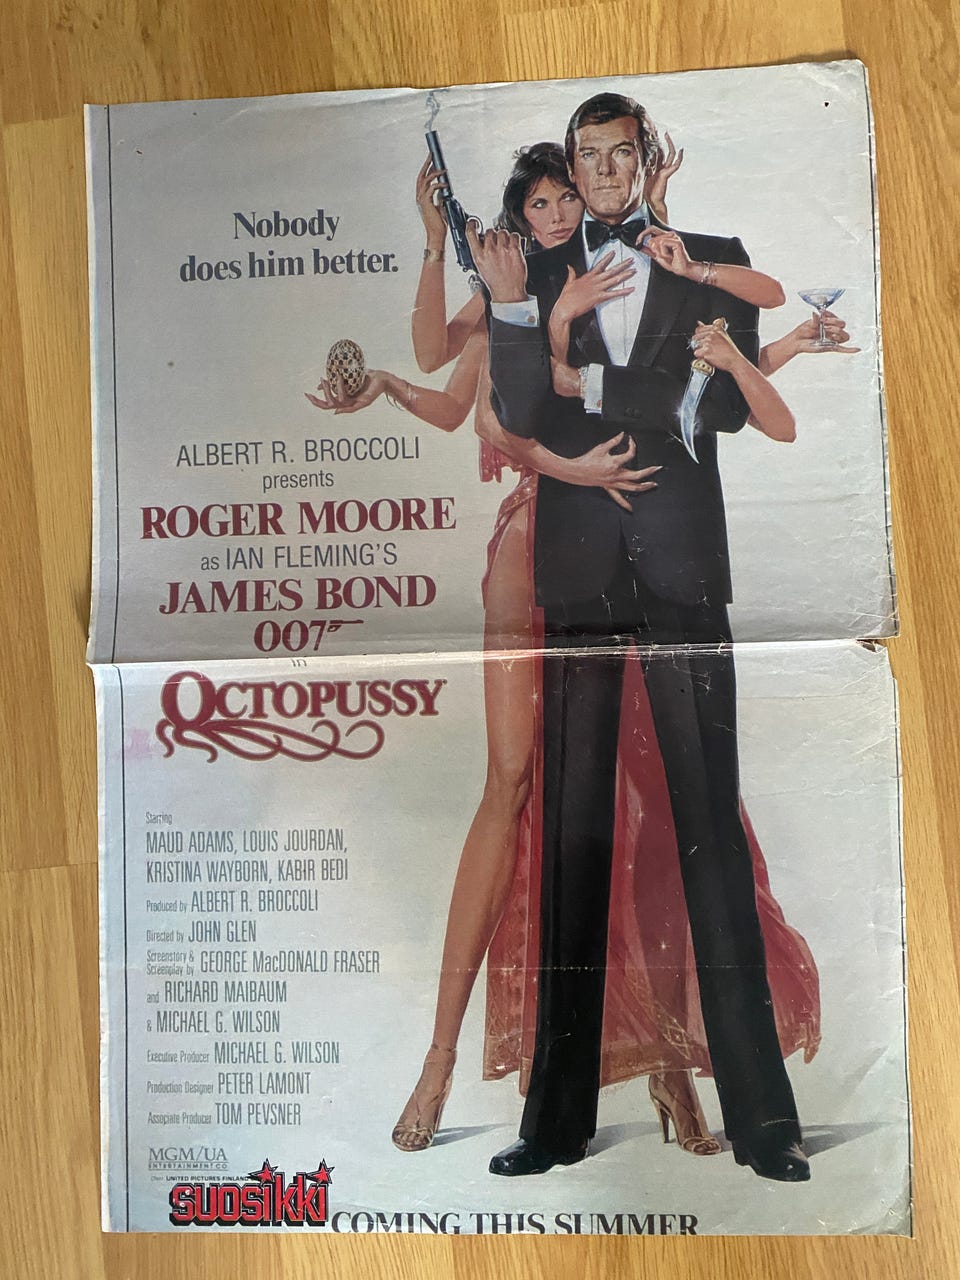 Nobody
does him better.
ALBERT R. BROCCOLI
presents
ROGER MOORE
as IAN FLEMING'S
JAMES BOND
007
in
OCTOPUSSY
Starring
MAUD ADAMS, LOUIS JOURDAN,
KRISTINA WAYBORN, KABIR BEDI
Produced by ALBERT R. BROCCOLI
Directed by JOHN GLEN
Screenstory &
Screenplay by GEORGE MacDONALD FRASER
and RICHARD MAIBAUM
& MICHAEL G. WILSON
Executive Producer MICHAEL G. WILSON
Production Designer PETER LAMONT
Associate Producer TOM PEVSNER
MGM/UA
ENTERTAINMENT CO.
UNITED PICTURES FINLAND
SUOSIKKI
COMING THIS SUMMER